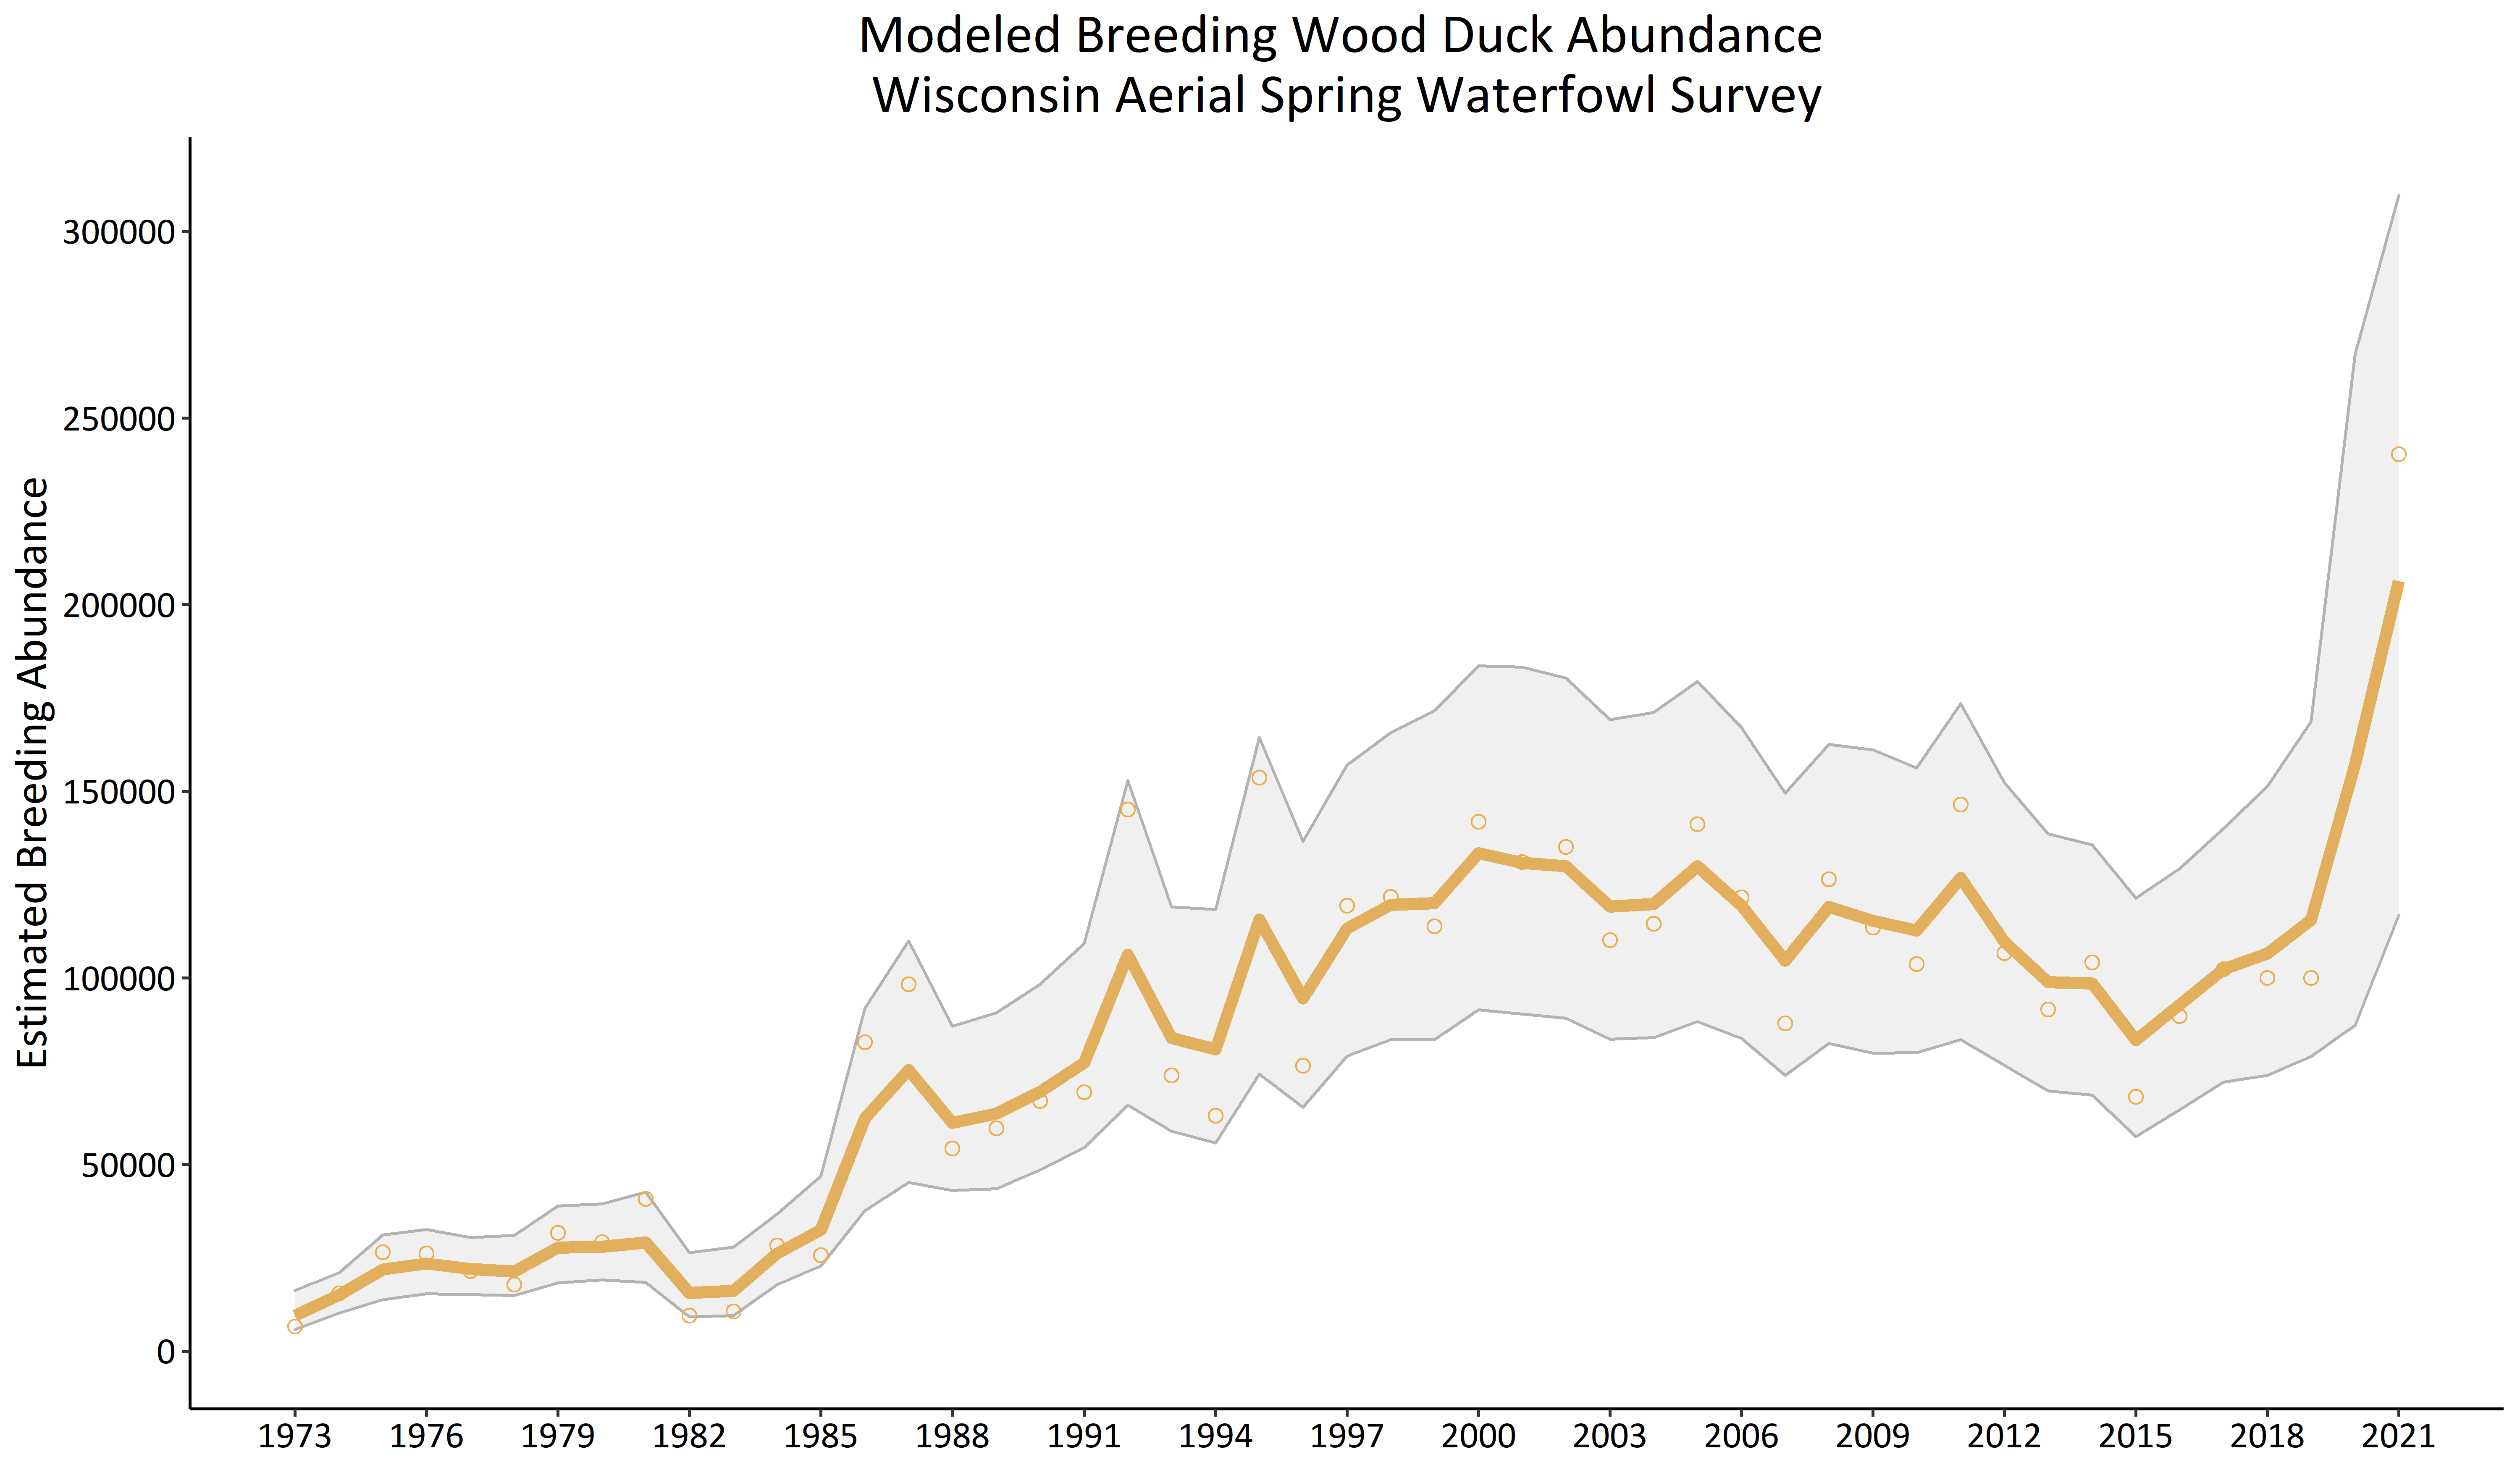 Modeled Breeding Wood Duck Abundance
Wisconsin Aerial Spring Waterfowl Survey
Estimated Breeding Abundance
300000
250000
200000
150000
100000
50000
0
1973 1976 1979 1982 1985 1988 1991 1994 1997 2000 2003 2006 2009 2012 2015 2018 2021